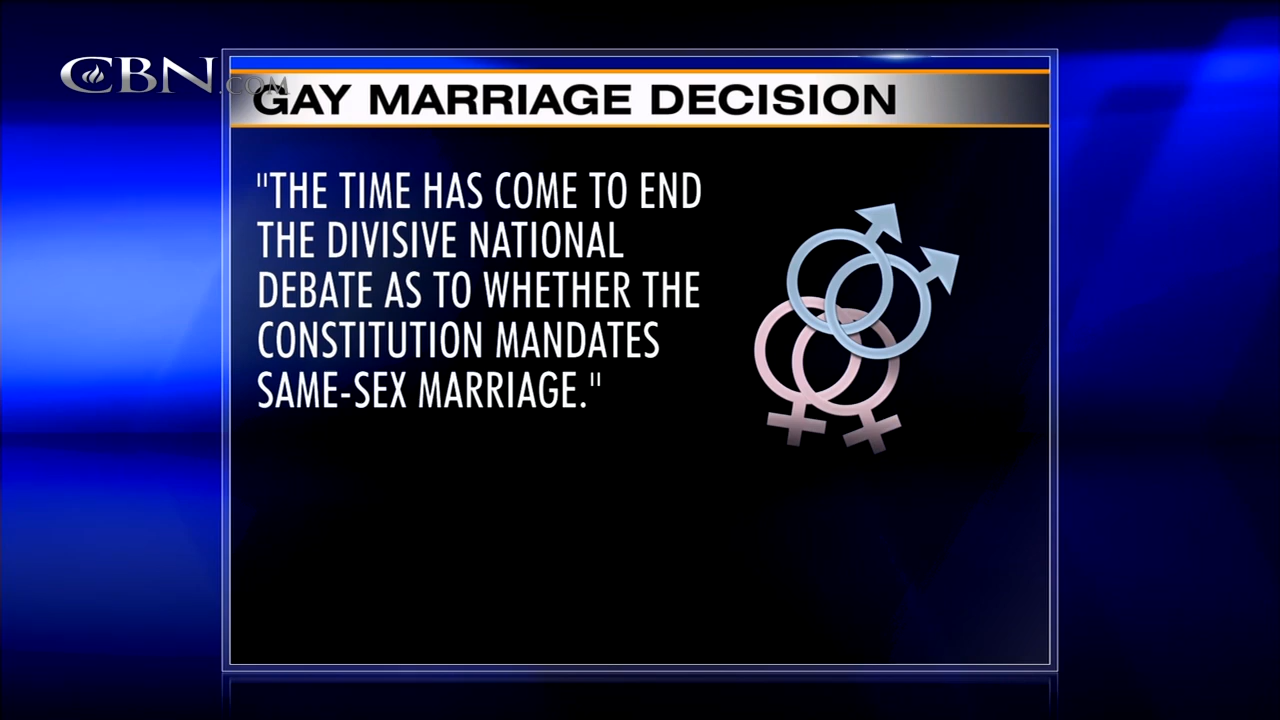 CBN.COM
GAY MARRIAGE DECISION
"THE TIME HAS COME TO END
THE DIVISIVE NATIONAL
DEBATE AS TO WHETHER THE
CONSTITUTION MANDATES
SAME-SEX MARRIAGE."